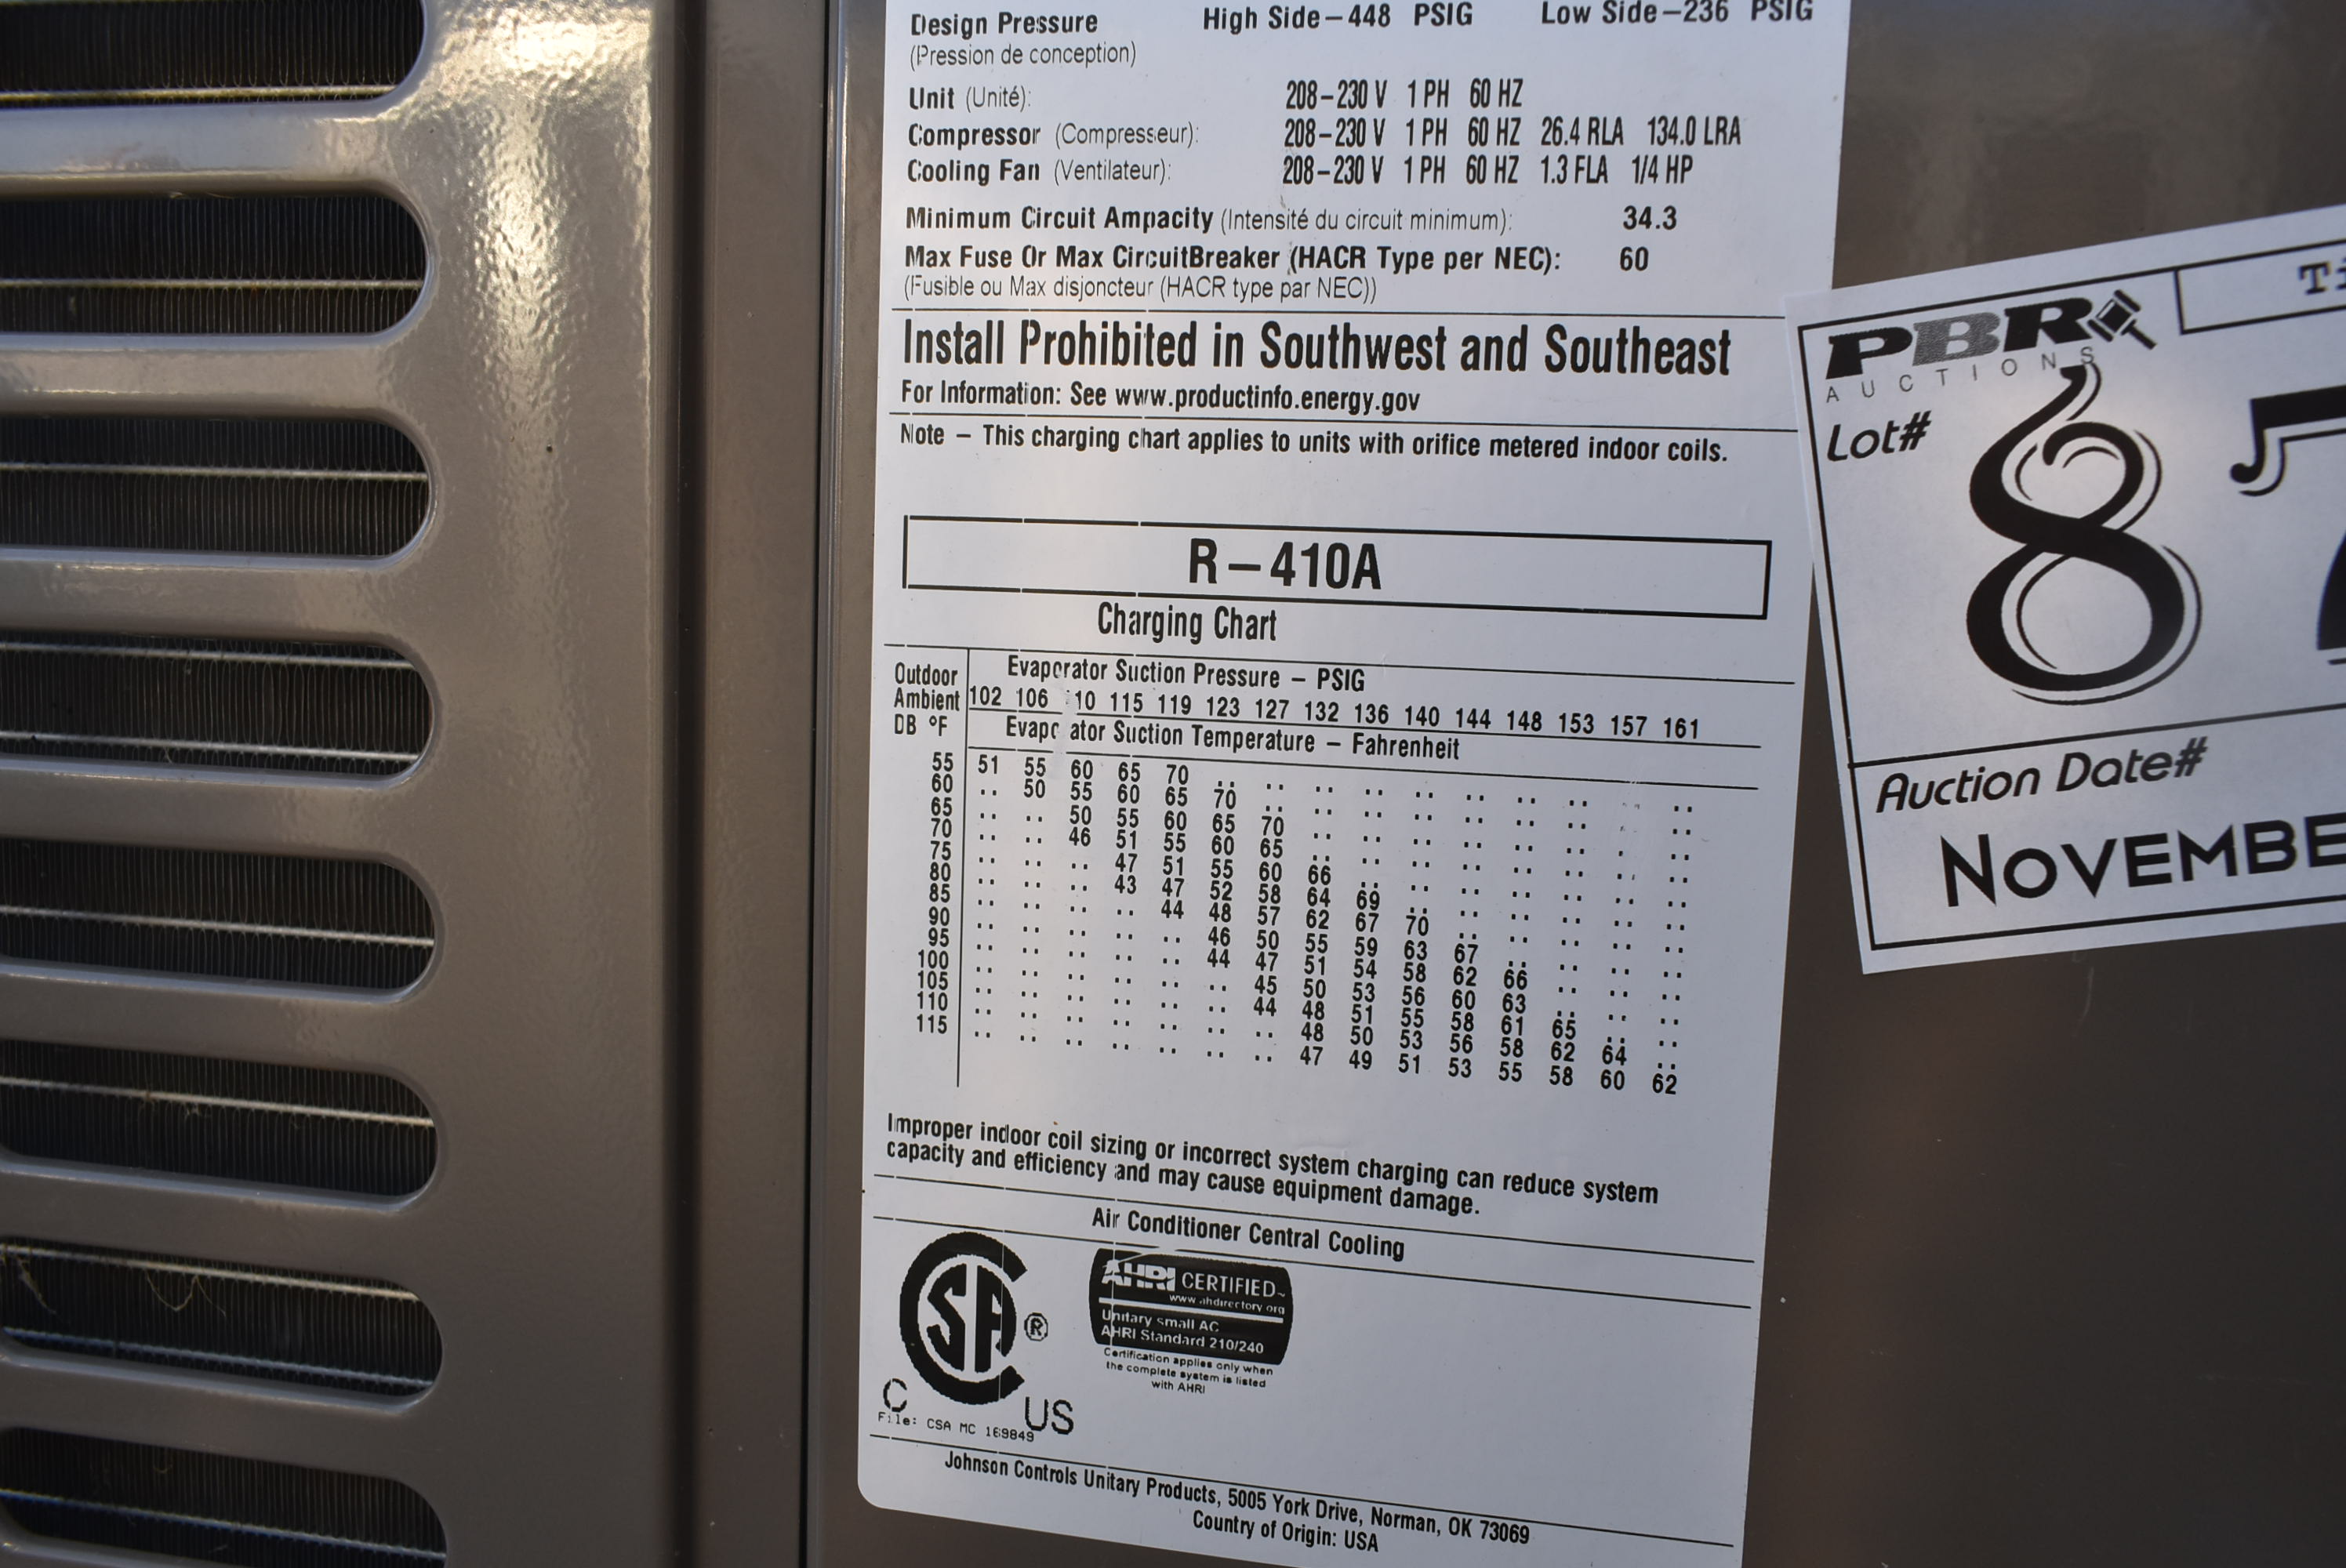 Design Pressure High Side–448 PSIG Low Side–236 PSIG
(Pression de conception)
Unit (Unité): 208–230 V 1 PH 60 HZ
Compressor (Compresseur): 208–230 V 1 PH 60 HZ 26.4 RLA 134.0 LRA
Cooling Fan (Ventilateur): 208–230 V 1 PH 60 HZ 1.3 FLA 1/4 HP
Minimum Circuit Ampacity (Intensité du circuit minimum): 34.3
Max Fuse Or Max CircuitBreaker (HACR Type per NEC): 60
(Fusible ou Max disjoncteur (HACR type par NEC))
Install Prohibited in Southwest and Southeast
For Information: See www.productinfo.energy.gov
Note – This charging chart applies to units with orifice metered indoor coils.
R–410A
Charging Chart
Outdoor Ambient DB °F
Evaporator Suction Pressure – PSIG
102 106 10 115 119 123 127 132 136 140 144 148 153 157 161
Evaporator Suction Temperature – Fahrenheit
55 51 55 60 65 70 .. .. .. .. .. .. .. .. .. ..
60 .. 50 55 60 65 70 .. .. .. .. .. .. .. .. ..
65 .. .. 50 55 60 65 70 .. .. .. .. .. .. .. ..
70 .. .. 46 51 55 60 65 .. .. .. .. .. .. .. ..
75 .. .. .. 47 51 55 60 66 .. .. .. .. .. .. ..
80 .. .. .. 43 47 52 58 64 69 .. .. .. .. .. ..
85 .. .. .. .. 44 48 57 62 67 70 .. .. .. .. ..
90 .. .. .. .. .. 46 50 55 59 63 67 .. .. .. ..
95 .. .. .. .. .. 44 47 51 54 58 62 66 .. .. ..
100 .. .. .. .. .. .. 45 50 53 56 60 63 .. .. ..
105 .. .. .. .. .. .. 44 48 51 55 58 61 65 .. ..
110 .. .. .. .. .. .. .. 48 50 53 56 58 62 64 ..
115 .. .. .. .. .. .. .. 47 49 51 53 55 58 60 62
Improper indoor coil sizing or incorrect system charging can reduce system
capacity and efficiency and may cause equipment damage.
Air Conditioner Central Cooling
CSA ®
C US
File: CSA MC 169849
AHRI CERTIFIED™
www.ahridirectory.org
Unitary Small AC
AHRI Standard 210/240
Certification applies only when
the complete system is listed
with AHRI
Johnson Controls Unitary Products, 5005 York Drive, Norman, OK 73069
Country of Origin: USA
PBR
AUCTIONS
Ti
Lot# 87
Auction Date#
NOVEMBE